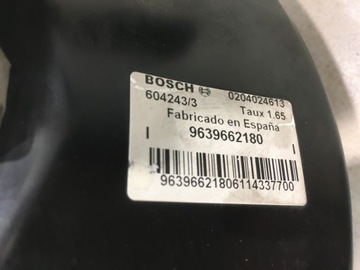 BOSCH 0204024613
604243/3 Taux 1.65
Fabricado en España
I 9639662180 I
96396621806114337700